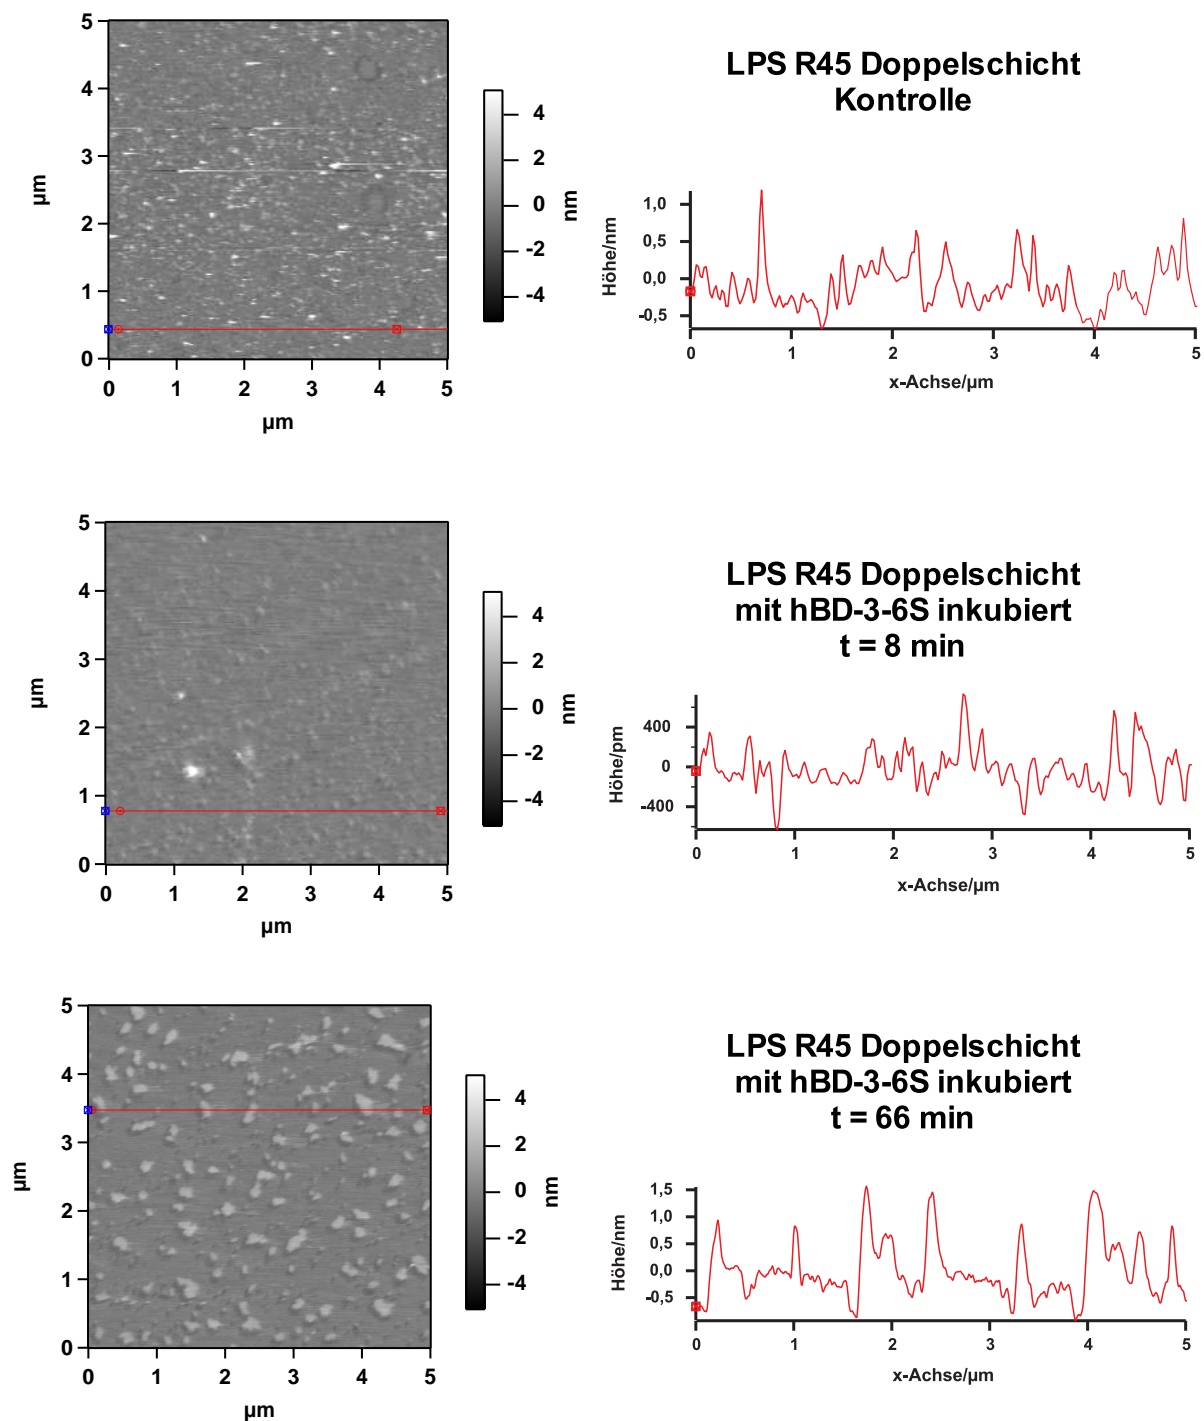 5
4
3
2
1
0
µm
0 1 2 3 4 5
µm
4
2
0
-2
-4
nm
LPS R45 Doppelschicht
Kontrolle
Höhe/nm
1,0
0,5
0,0
-0,5
0 1 2 3 4 5
x-Achse/µm
5
4
3
2
1
0
µm
0 1 2 3 4 5
µm
4
2
0
-2
-4
nm
LPS R45 Doppelschicht
mit hBD-3-6S inkubiert
t = 8 min
Höhe/pm
400
0
-400
0 1 2 3 4 5
x-Achse/µm
5
4
3
2
1
0
µm
0 1 2 3 4 5
µm
4
2
0
-2
-4
nm
LPS R45 Doppelschicht
mit hBD-3-6S inkubiert
t = 66 min
Höhe/nm
1,5
1,0
0,5
0,0
-0,5
0 1 2 3 4 5
x-Achse/µm